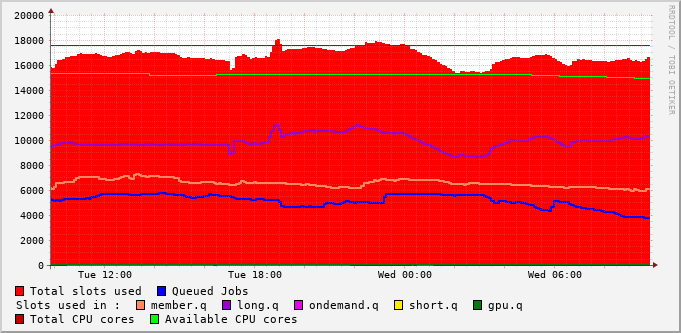 20000
18000
16000
14000
12000
10000
8000
6000
4000
2000
0
Tue 12:00 Tue 18:00 Wed 00:00 Wed 06:00
RRDTOOL / TOBI OETIKER
Total slots used Queued Jobs
Slots used in : member.q long.q ondemand.q short.q gpu.q
Total CPU cores Available CPU cores